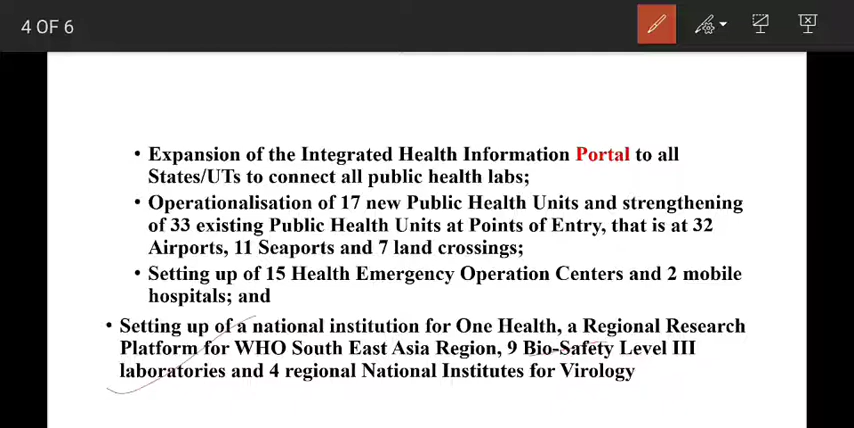 4 OF 6
• Expansion of the Integrated Health Information Portal to all
States/UTs to connect all public health labs;
• Operationalisation of 17 new Public Health Units and strengthening
of 33 existing Public Health Units at Points of Entry, that is at 32
Airports, 11 Seaports and 7 land crossings;
• Setting up of 15 Health Emergency Operation Centers and 2 mobile
hospitals; and
• Setting up of a national institution for One Health, a Regional Research
Platform for WHO South East Asia Region, 9 Bio-Safety Level III
laboratories and 4 regional National Institutes for Virology